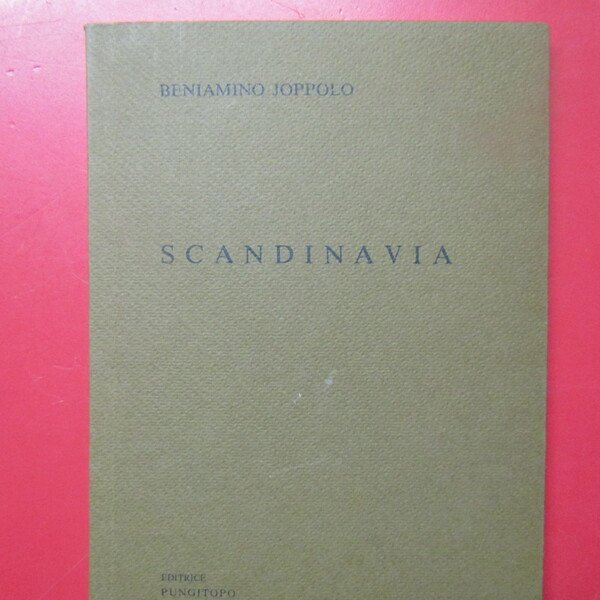 BENIAMINO JOPPOLO
SCANDINAVIA
EDITRICE
PUNGITOPO